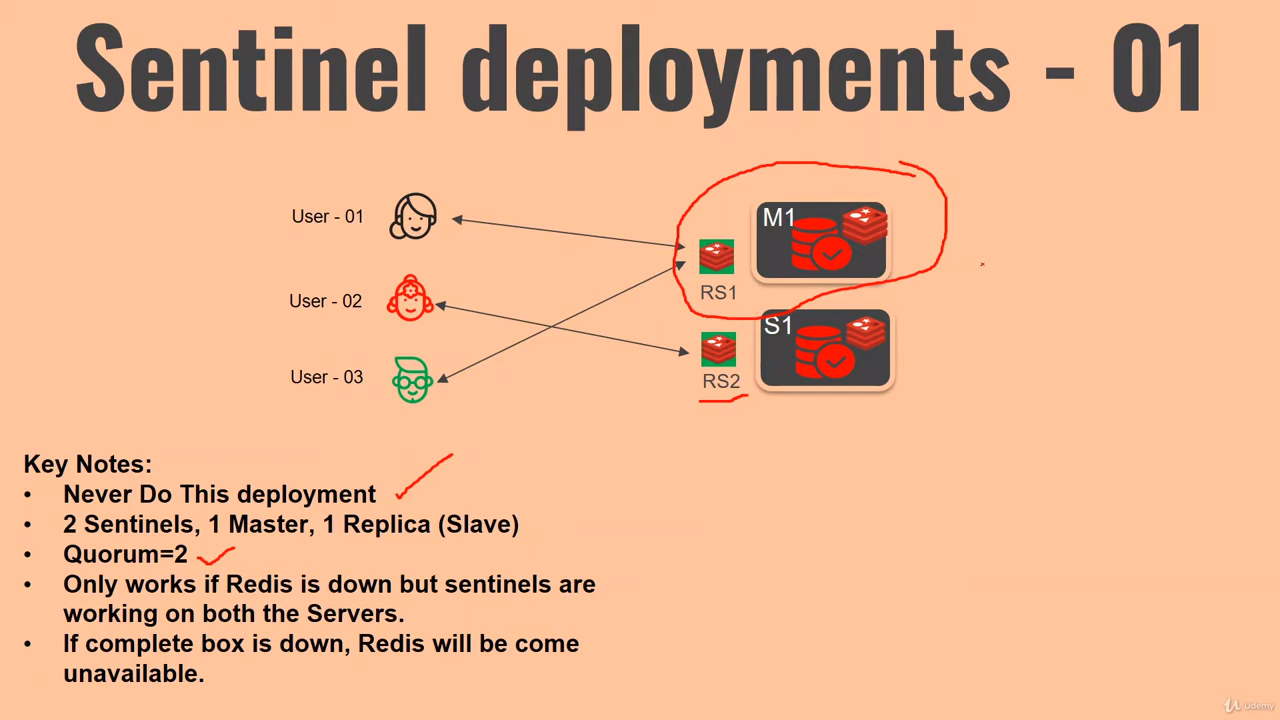 Sentinel deployments - 01
User - 01
User - 02
User - 03
M1
RS1
S1
RS2
Key Notes:
• Never Do This deployment
• 2 Sentinels, 1 Master, 1 Replica (Slave)
• Quorum=2
• Only works if Redis is down but sentinels are
working on both the Servers.
• If complete box is down, Redis will be come
unavailable.
Udemy